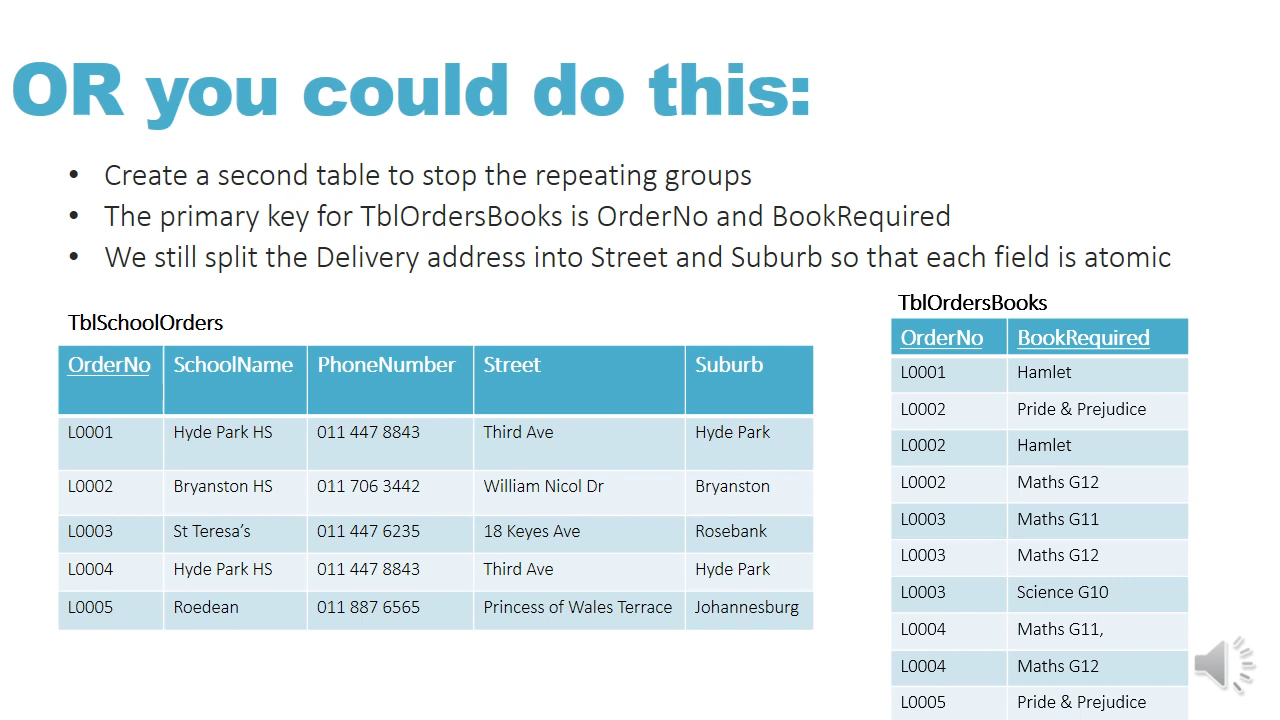 OR you could do this:
• Create a second table to stop the repeating groups
• The primary key for TblOrdersBooks is OrderNo and BookRequired
• We still split the Delivery address into Street and Suburb so that each field is atomic
TblSchoolOrders
OrderNo SchoolName PhoneNumber Street Suburb
L0001 Hyde Park HS 011 447 8843 Third Ave Hyde Park
L0002 Bryanston HS 011 706 3442 William Nicol Dr Bryanston
L0003 St Teresa’s 011 447 6235 18 Keyes Ave Rosebank
L0004 Hyde Park HS 011 447 8843 Third Ave Hyde Park
L0005 Roedean 011 887 6565 Princess of Wales Terrace Johannesburg
TblOrdersBooks
OrderNo BookRequired
L0001 Hamlet
L0002 Pride & Prejudice
L0002 Hamlet
L0002 Maths G12
L0003 Maths G11
L0003 Maths G12
L0003 Science G10
L0004 Maths G11,
L0004 Maths G12
L0005 Pride & Prejudice